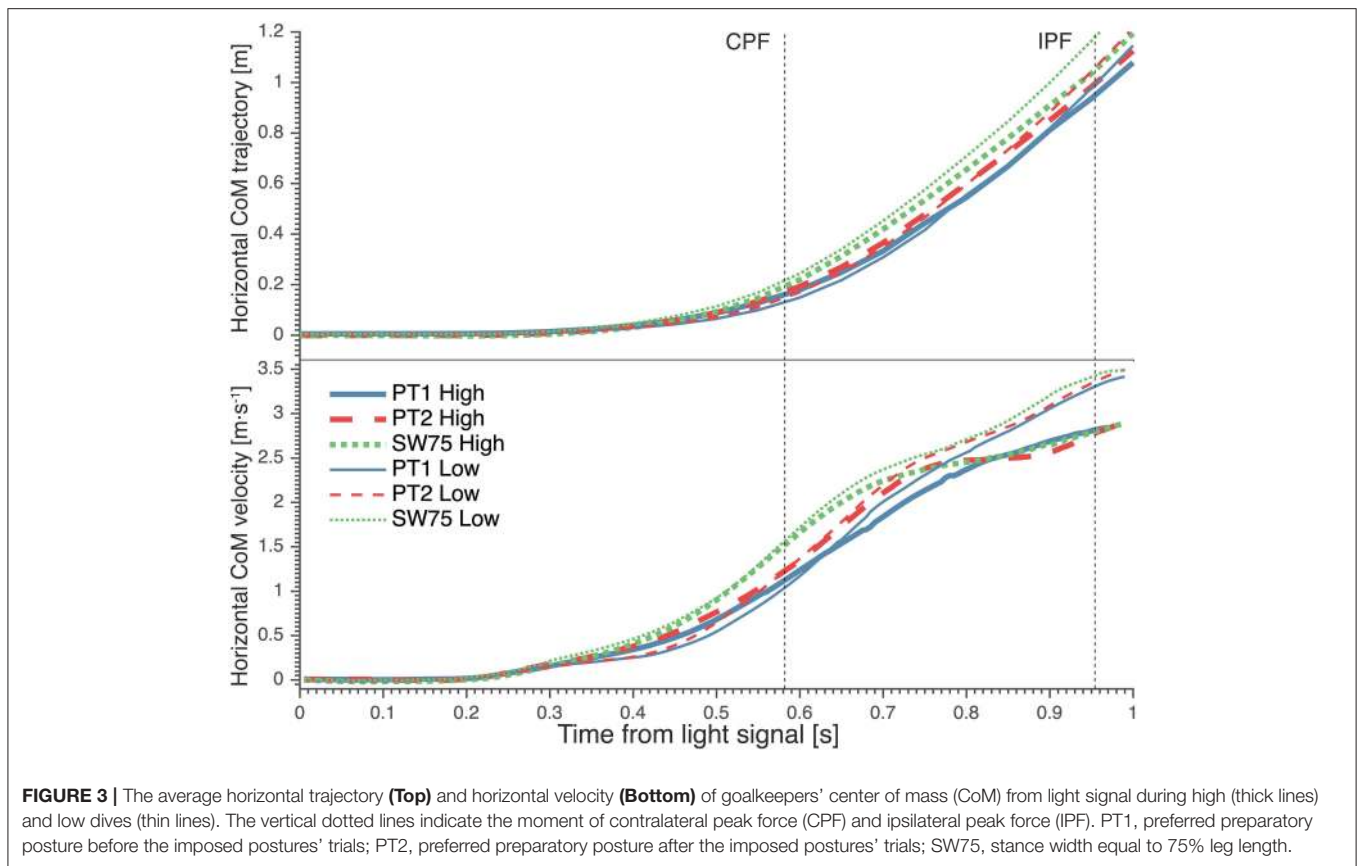 CPF
IPF
Horizontal CoM trajectory [m]
1.2
1
0.8
0.6
0.4
0.2
0
Horizontal CoM velocity [m·s⁻¹]
3.5
3
2.5
2
1.5
1
0.5
0
PT1 High
PT2 High
SW75 High
PT1 Low
PT2 Low
SW75 Low
0 0.1 0.2 0.3 0.4 0.5 0.6 0.7 0.8 0.9 1
Time from light signal [s]
FIGURE 3 | The average horizontal trajectory (Top) and horizontal velocity (Bottom) of goalkeepers' center of mass (CoM) from light signal during high (thick lines)
and low dives (thin lines). The vertical dotted lines indicate the moment of contralateral peak force (CPF) and ipsilateral peak force (IPF). PT1, preferred preparatory
posture before the imposed postures' trials; PT2, preferred preparatory posture after the imposed postures' trials; SW75, stance width equal to 75% leg length.